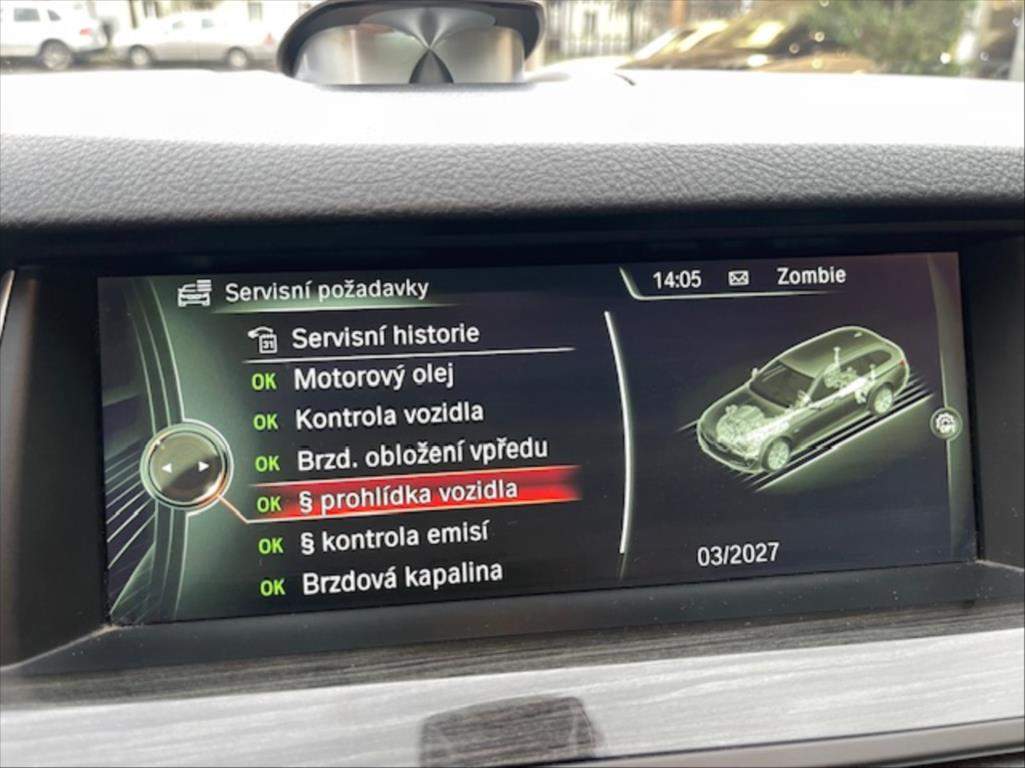 Servisní požadavky
14:05 Zombie
Servisní historie
OK Motorový olej
OK Kontrola vozidla
OK Brzd. obložení vpředu
OK § prohlídka vozidla
OK § kontrola emisí
OK Brzdová kapalina
03/2027